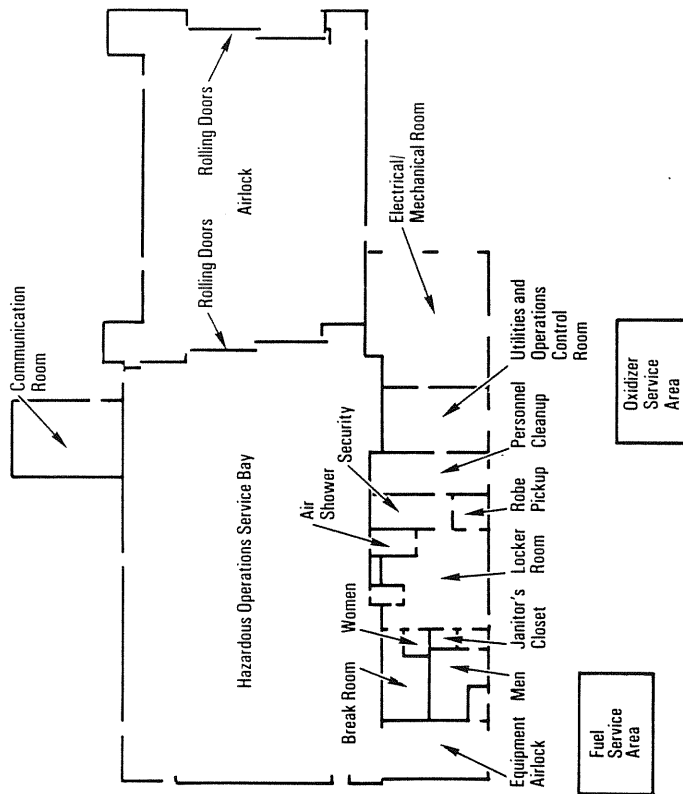 Communication
Room
Rolling Doors
Rolling Doors
Airlock
Hazardous Operations Service Bay
Electrical/
Mechanical Room
Utilities and
Operations
Control
Room
Personnel
Cleanup
Security
Air
Shower
Robe
Pickup
Locker
Room
Women
Janitor's
Closet
Break Room
Men
Equipment
Airlock
Oxidizer
Service
Area
Fuel
Service
Area